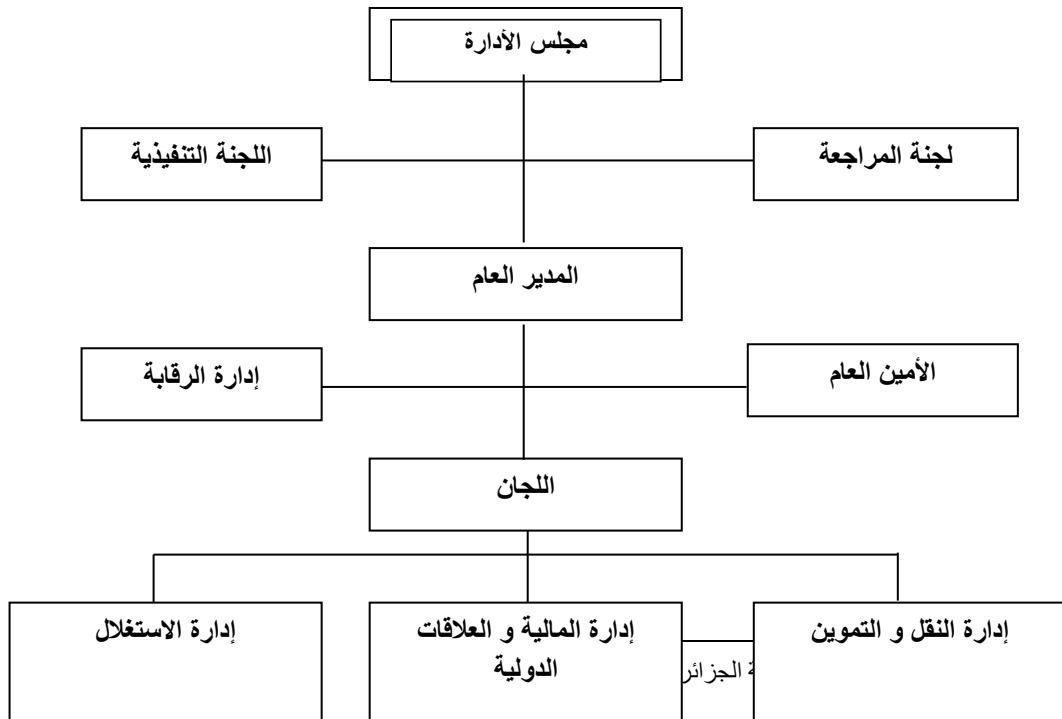 مجلس الأدارة
لجنة المراجعة
اللجنة التنفيذية
المدير العام
الأمين العام
إدارة الرقابة
اللجان
إدارة النقل و التموين
إدارة المالية و العلاقات
الدولية
إدارة الاستغلال
الجزائر